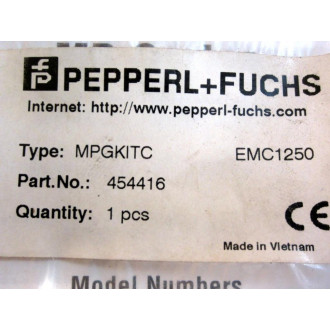 PEPPERL+FUCHS
Internet: http://www.pepperl-fuchs.com
Type: MPGKITC EMC1250
Part.No.: 454416
Quantity: 1 pcs
CE
Made in Vietnam
Model Numbers